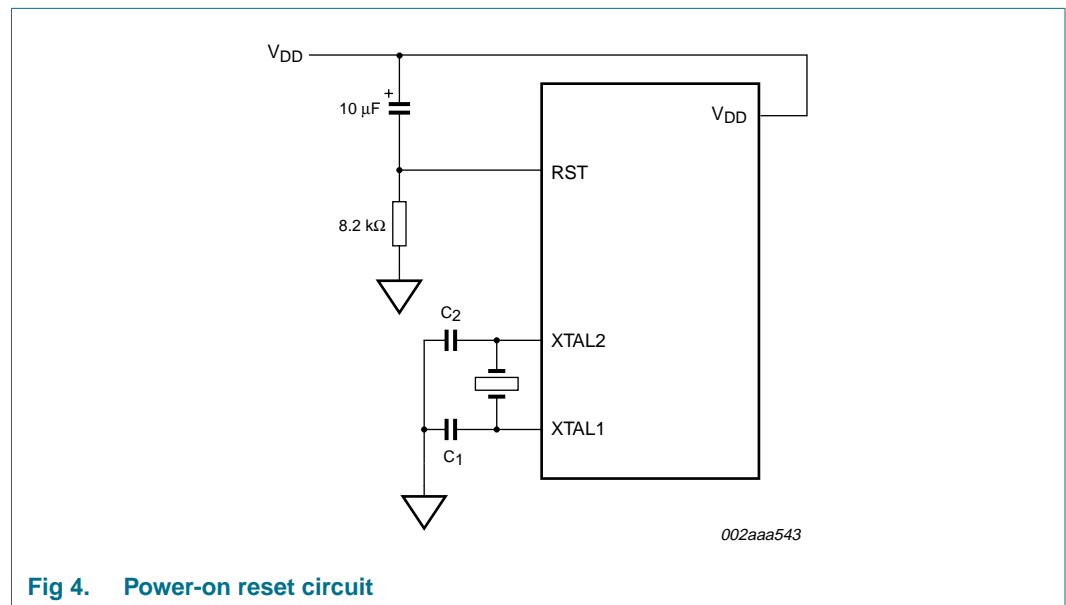 VDD
+
10 μF
VDD
RST
8.2 kΩ
C2
XTAL2
XTAL1
C1
002aaa543
Fig 4. Power-on reset circuit